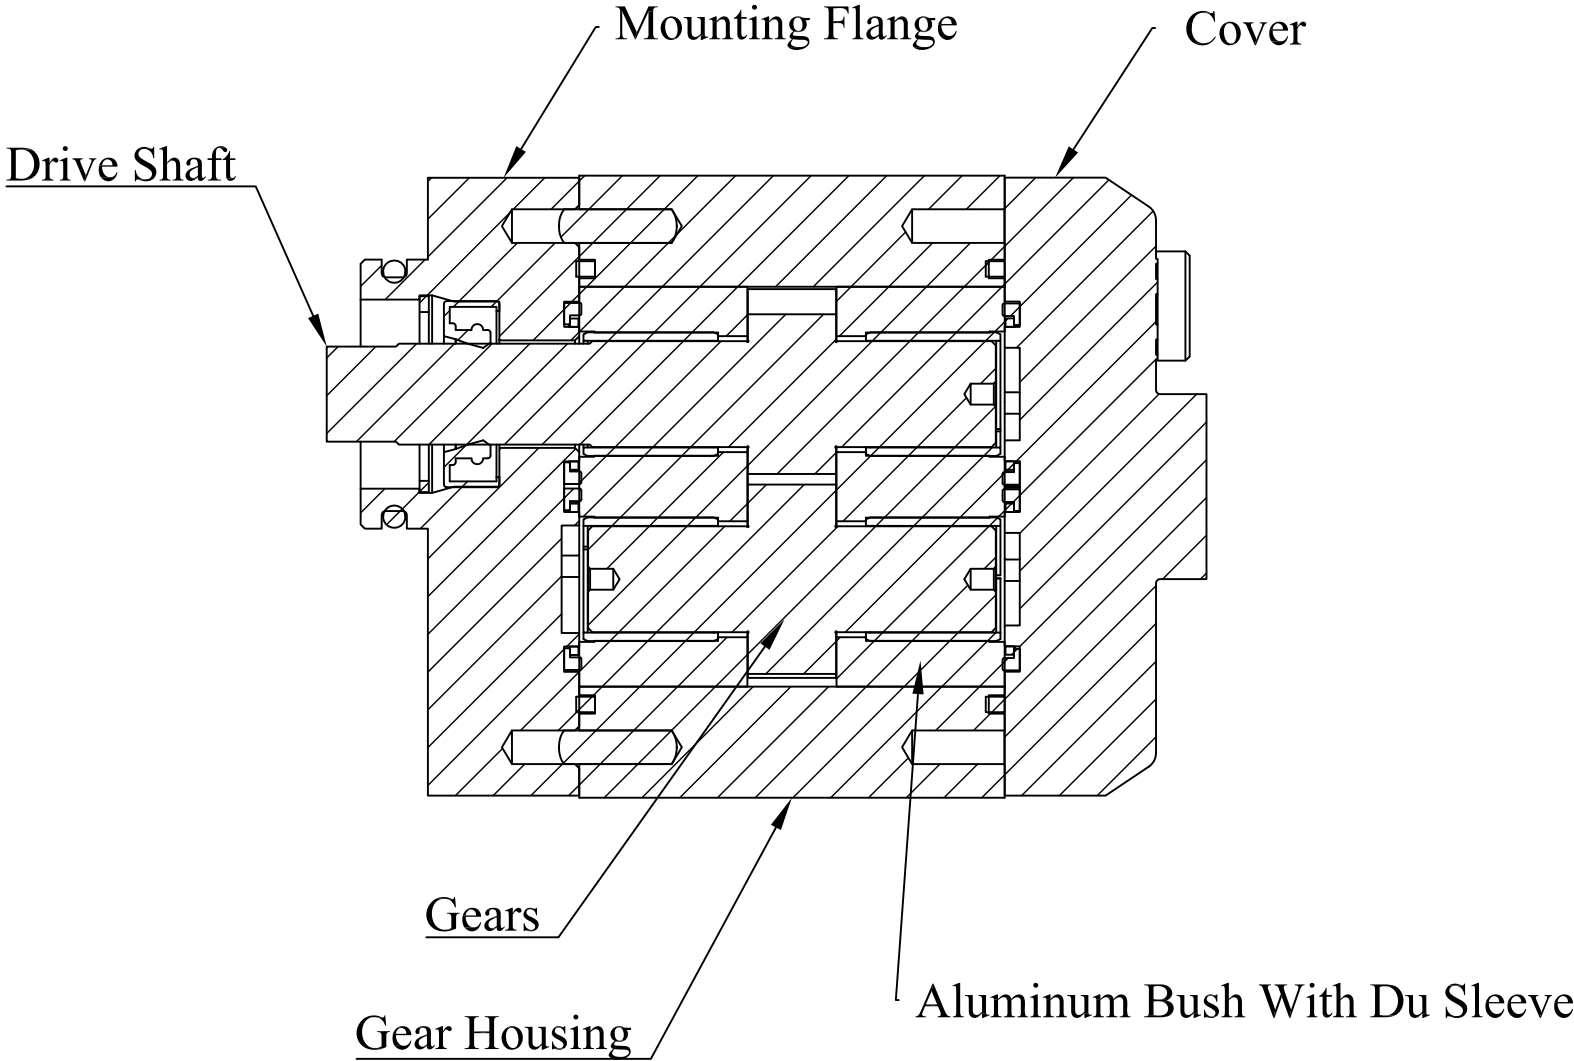 Mounting Flange
Cover
Drive Shaft
Gears
Aluminum Bush With Du Sleeve
Gear Housing